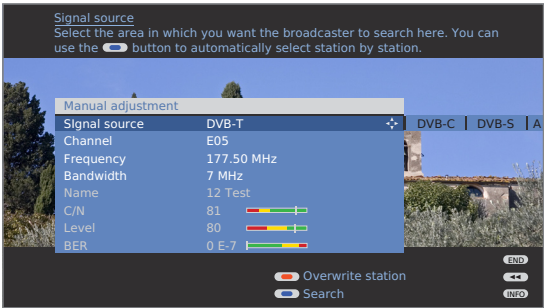 Signal source
Select the area in which you want the broadcaster to search here. You can
use the button to automatically select station by station.
Manual adjustment
SIgnal source DVB-T DVB-C DVB-S A
Channel E05
Frequency 177.50 MHz
Bandwidth 7 MHz
Name 12 Test
C/N 81
Level 80
BER 0 E-7
END
Overwrite station
Search
INFO